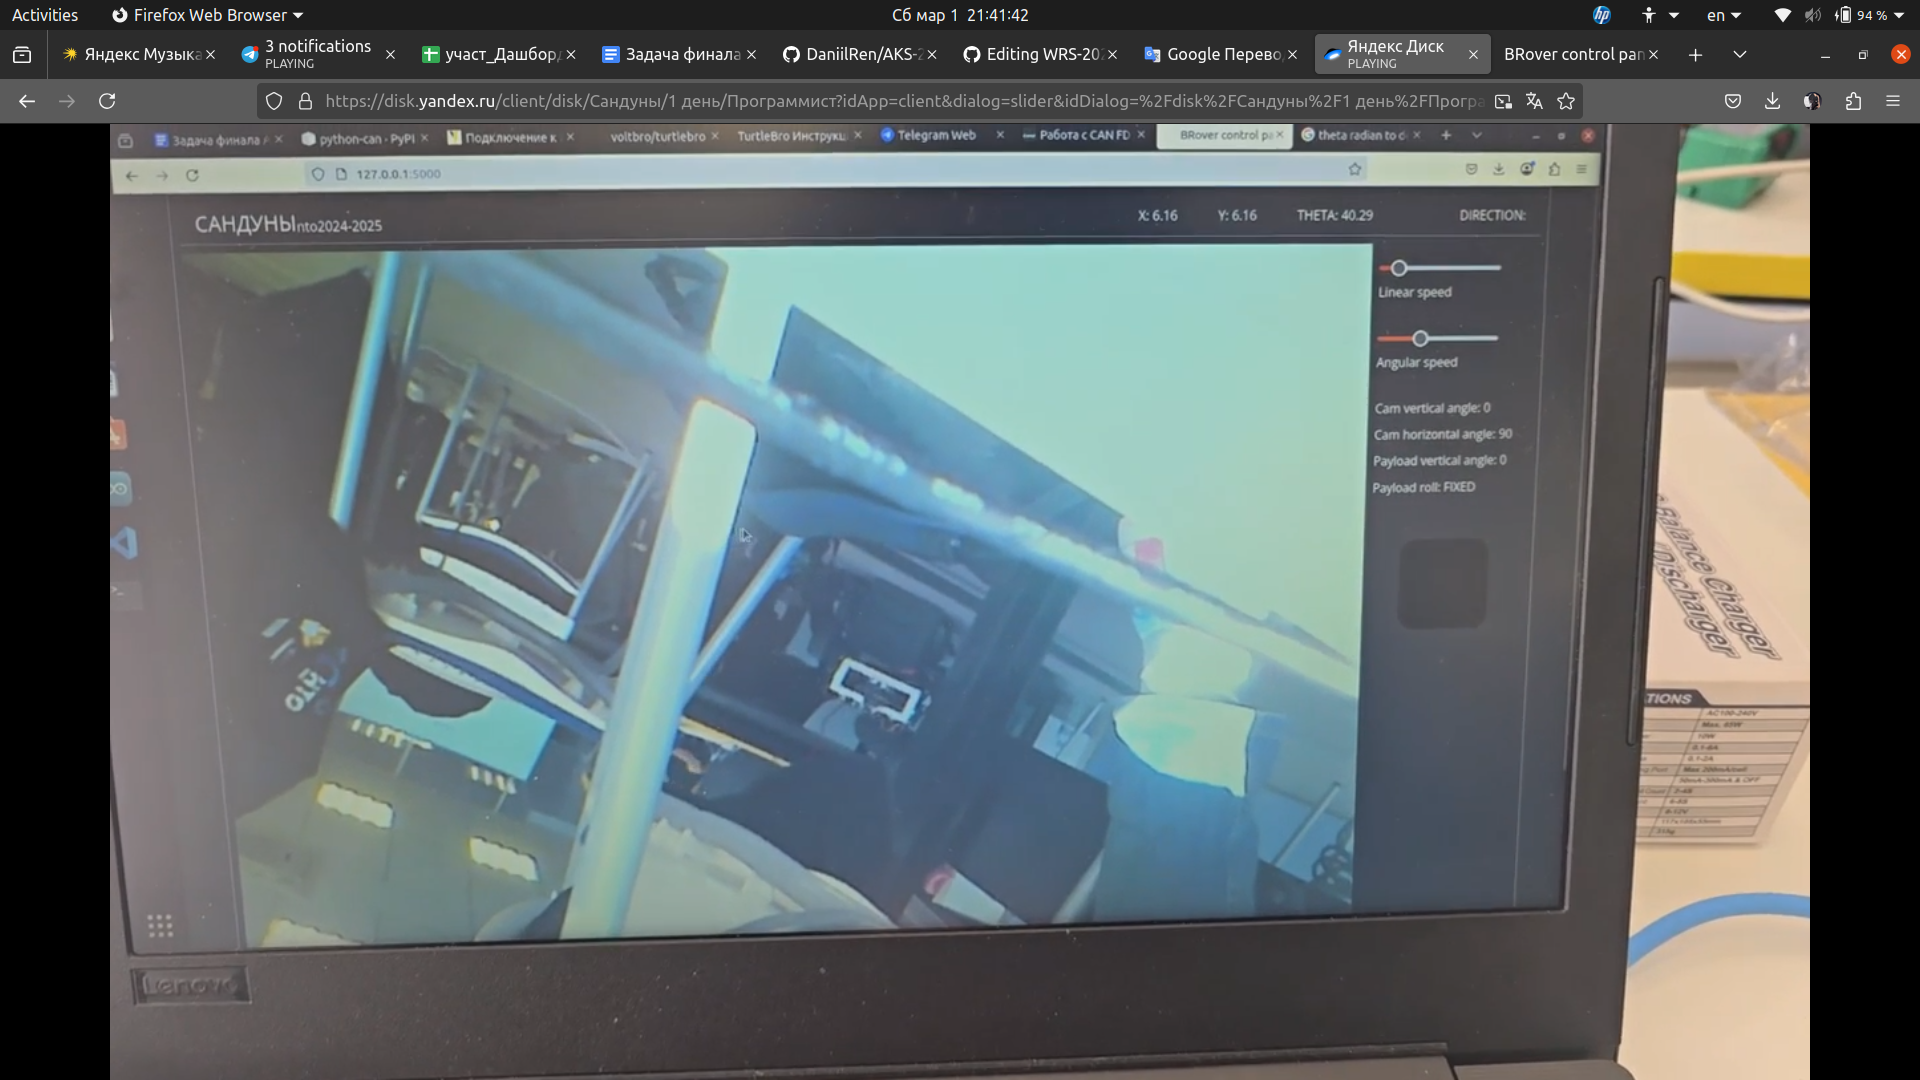 Activities
Firefox Web Browser
Сб мар 1 21:41:42
en
94 %
Яндекс Музыка
3 notifications
PLAYING
участ_Дашборд
Задача финала
DaniilRen/AKS-2
Editing WRS-202
Google Перево
Яндекс Диск
PLAYING
BRover control pan
https://disk.yandex.ru/client/disk/Сандуны/1 день/Программист?idApp=client&dialog=slider&idDialog=%2Fdisk%2FСандуны%2F1 день%2FПрогра
Задача финала
python-can · PyPI
Подключение к
voltbro/turtlebro
TurtleBro Инструкц
Telegram Web
Работа с CAN FD
BRover control pa
theta radian to d
127.0.0.1:5000
САНДУНЫnto2024-2025
X: 6.16
Y: 6.16
THETA: 40.29
DIRECTION:
Linear speed
Angular speed
Cam vertical angle: 0
Cam horizontal angle: 90
Payload vertical angle: 0
Payload roll: FIXED
НТО
Balance Charger
Discharger
TIONS
AC100-240V
Lenovo